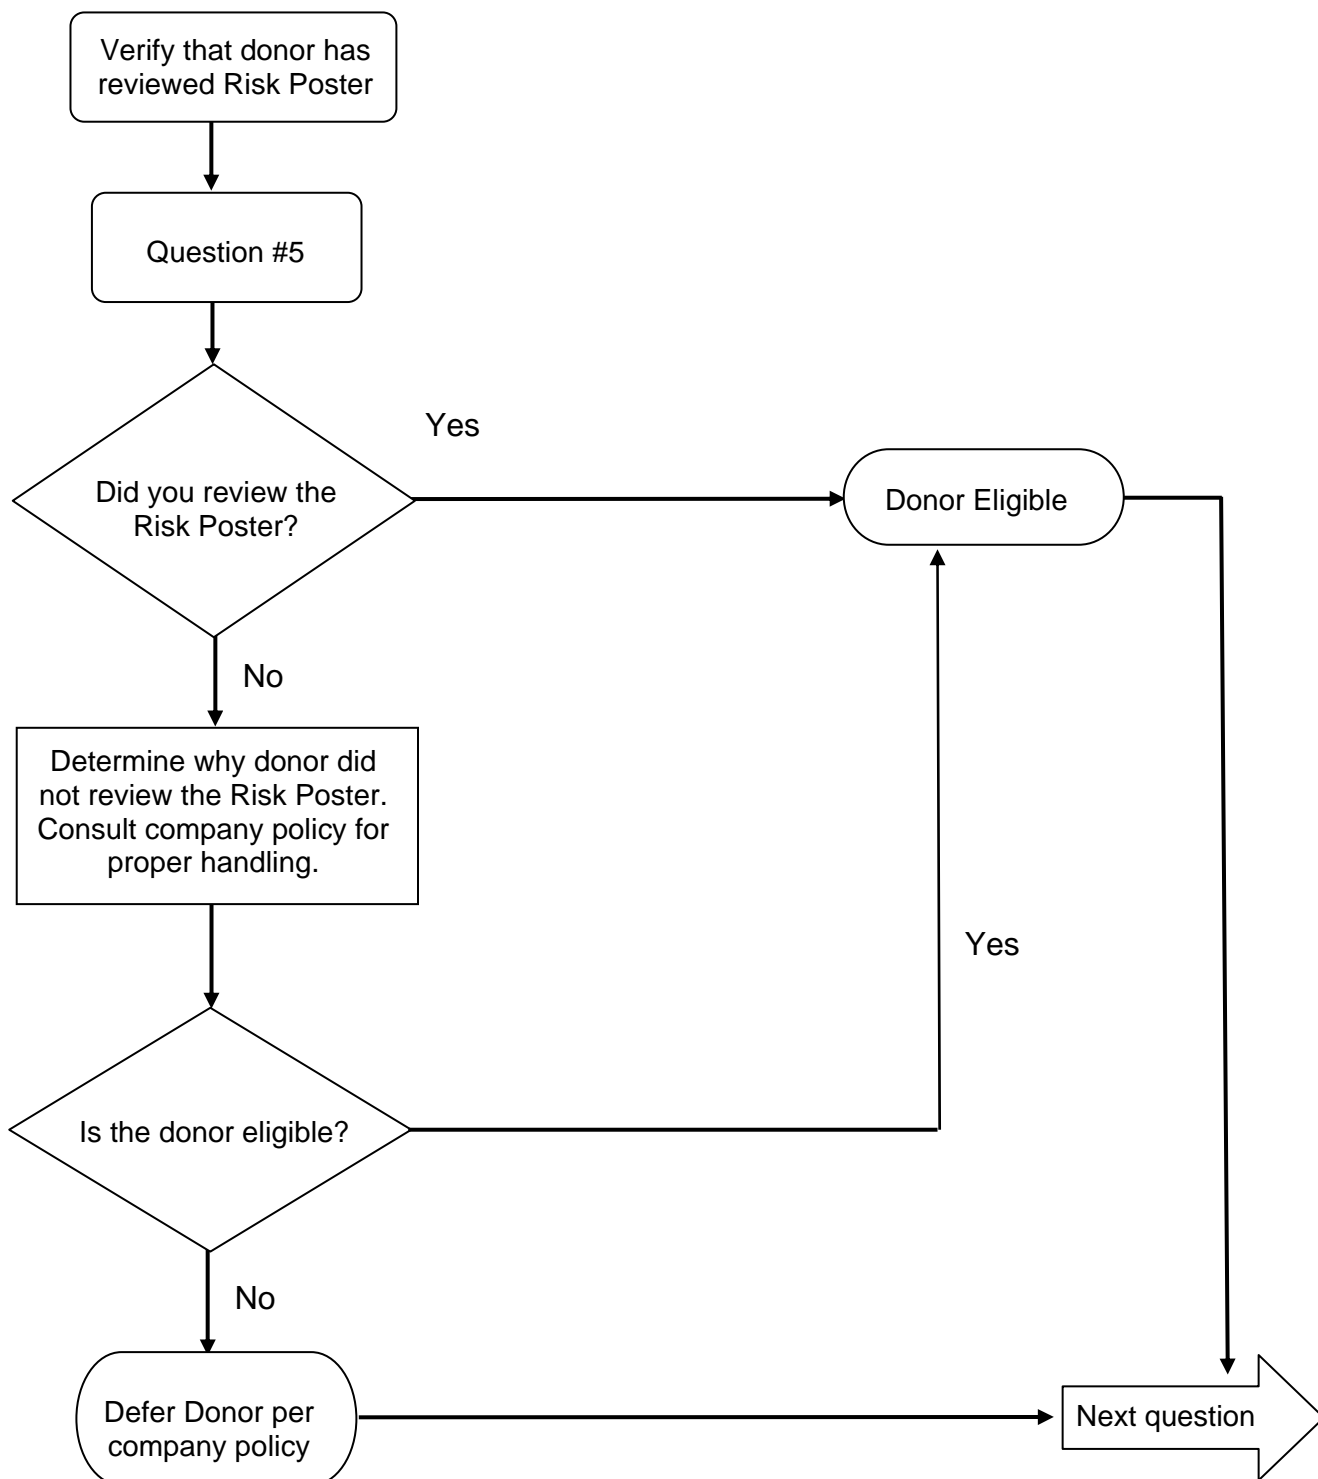 Verify that donor has
reviewed Risk Poster
Question #5
Yes
Did you review the
Risk Poster?
Donor Eligible
No
Determine why donor did
not review the Risk Poster.
Consult company policy for
proper handling.
Yes
Is the donor eligible?
No
Defer Donor per
company policy
Next question